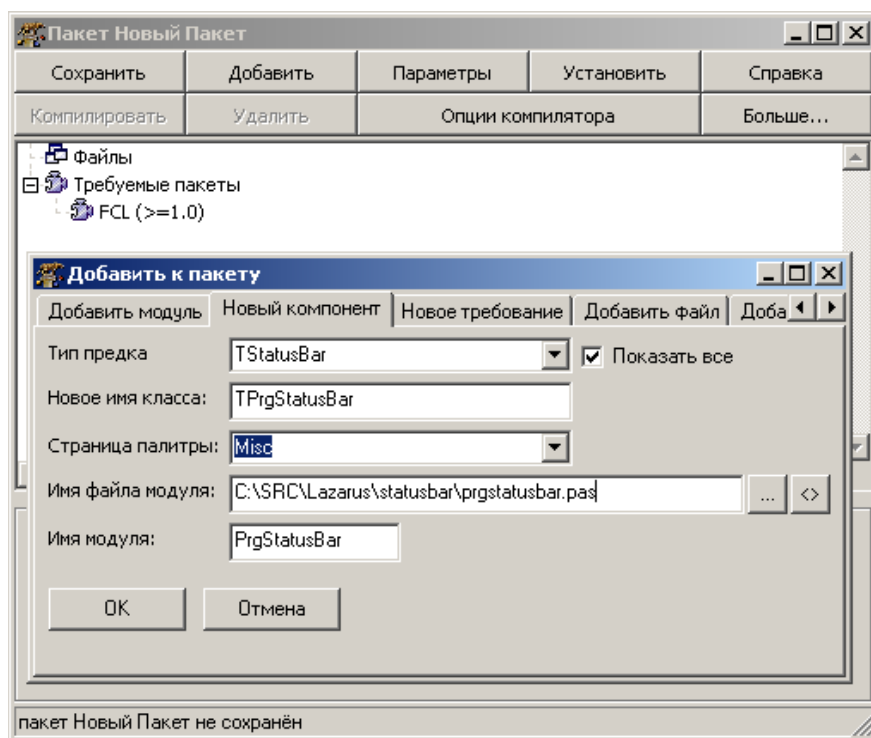 Пакет Новый Пакет
Сохранить Добавить Параметры Установить Справка
Компилировать Удалить Опции компилятора Больше...
Файлы
Требуемые пакеты
FCL (>=1.0)
Добавить к пакету
Добавить модуль Новый компонент Новое требование Добавить файл Доба
Тип предка TStatusBar Показать все
Новое имя класса: TPrgStatusBar
Страница палитры: Misc
Имя файла модуля: C:\SRC\Lazarus\statusbar\prgstatusbar.pas ... <>
Имя модуля: PrgStatusBar
OK Отмена
пакет Новый Пакет не сохранён